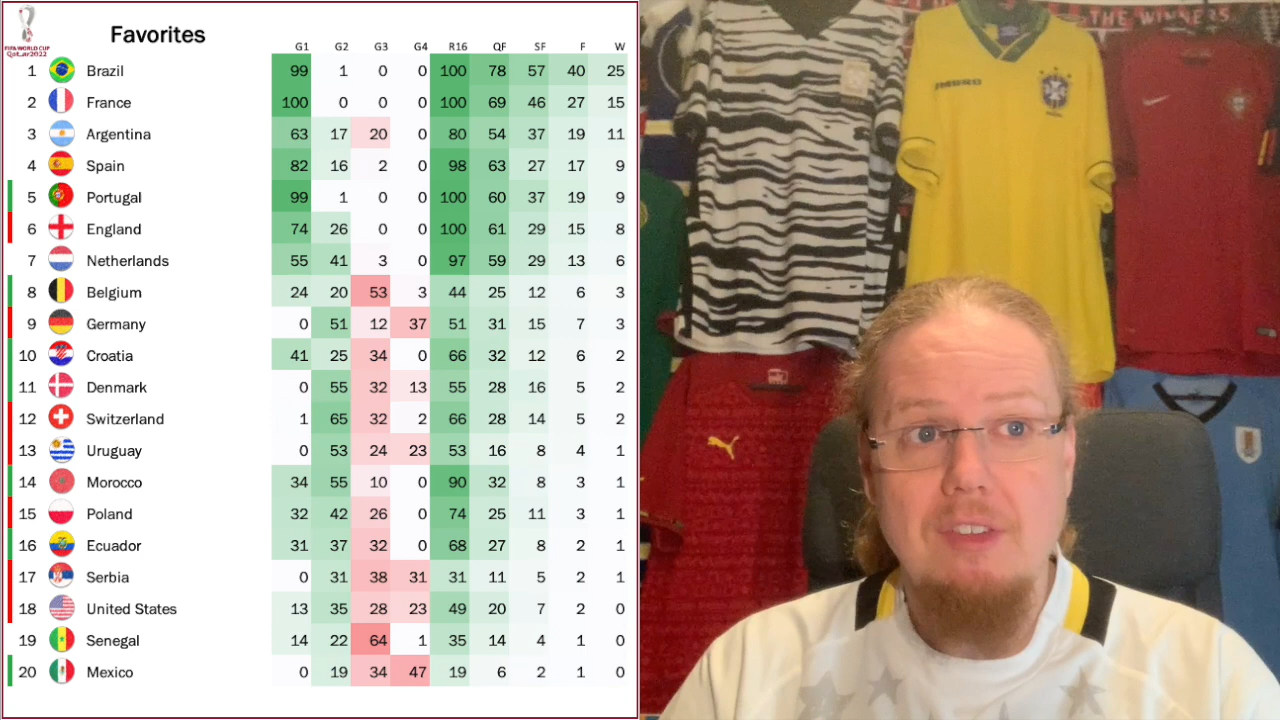 FIFA WORLD CUP
Qatar2022
Favorites
G1 G2 G3 G4 R16 QF SF F W
1 Brazil 99 1 0 0 100 78 57 40 25
2 France 100 0 0 0 100 69 46 27 15
3 Argentina 63 17 20 0 80 54 37 19 11
4 Spain 82 16 2 0 98 63 27 17 9
5 Portugal 99 1 0 0 100 60 37 19 9
6 England 74 26 0 0 100 61 29 15 8
7 Netherlands 55 41 3 0 97 59 29 13 6
8 Belgium 24 20 53 3 44 25 12 6 3
9 Germany 0 51 12 37 51 31 15 7 3
10 Croatia 41 25 34 0 66 32 12 6 2
11 Denmark 0 55 32 13 55 28 16 5 2
12 Switzerland 1 65 32 2 66 28 14 5 2
13 Uruguay 0 53 24 23 53 16 8 4 1
14 Morocco 34 55 10 0 90 32 8 3 1
15 Poland 32 42 26 0 74 25 11 3 1
16 Ecuador 31 37 32 0 68 27 8 2 1
17 Serbia 0 31 38 31 31 11 5 2 1
18 United States 13 35 28 23 49 20 7 2 0
19 Senegal 14 22 64 1 35 14 4 1 0
20 Mexico 0 19 34 47 19 6 2 1 0
THE WINNERS
UMBRO